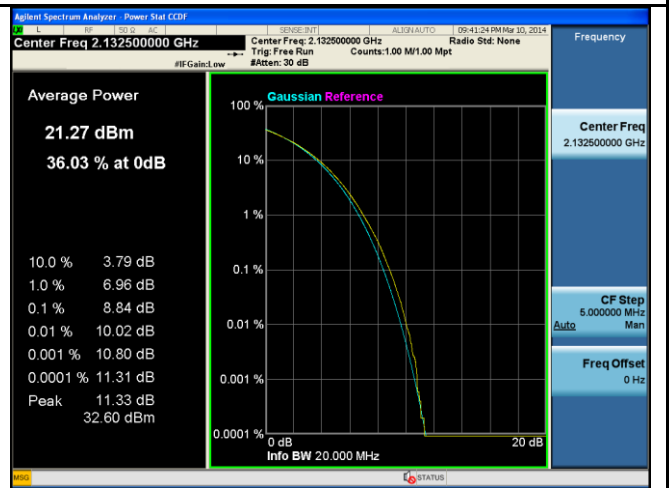 Agilent Spectrum Analyzer - Power Stat CCDF
L RF 50 Ω AC SENSE:INT ALIGN AUTO 09:41:24 PM Mar 10, 2014
Center Freq 2.132500000 GHz
Center Freq: 2.132500000 GHz Radio Std: None
Trig: Free Run Counts:1.00 M/1.00 Mpt
#IFGain:Low #Atten: 30 dB
Frequency
Average Power
21.27 dBm
36.03 % at 0dB
10.0 % 3.79 dB
1.0 % 6.96 dB
0.1 % 8.84 dB
0.01 % 10.02 dB
0.001 % 10.80 dB
0.0001 % 11.31 dB
Peak 11.33 dB
32.60 dBm
Gaussian Reference
100 %
10 %
1 %
0.1 %
0.01 %
0.001 %
0.0001 %
0 dB 20 dB
Info BW 20.000 MHz
Center Freq
2.132500000 GHz
CF Step
5.000000 MHz
Auto Man
Freq Offset
0 Hz
MSG STATUS